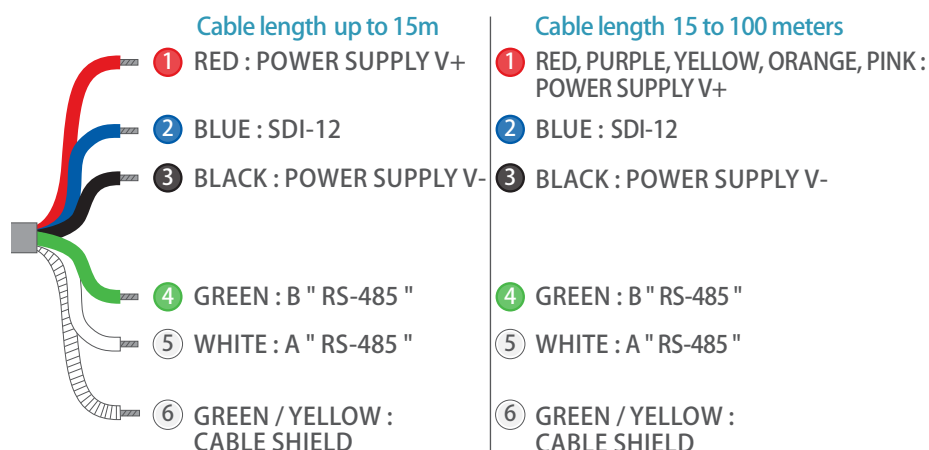 Cable length up to 15m
1 RED : POWER SUPPLY V+
2 BLUE : SDI-12
3 BLACK : POWER SUPPLY V-
4 GREEN : B " RS-485 "
5 WHITE : A " RS-485 "
6 GREEN / YELLOW :
CABLE SHIELD
Cable length 15 to 100 meters
1 RED, PURPLE, YELLOW, ORANGE, PINK :
POWER SUPPLY V+
2 BLUE : SDI-12
3 BLACK : POWER SUPPLY V-
4 GREEN : B " RS-485 "
5 WHITE : A " RS-485 "
6 GREEN / YELLOW :
CABLE SHIELD